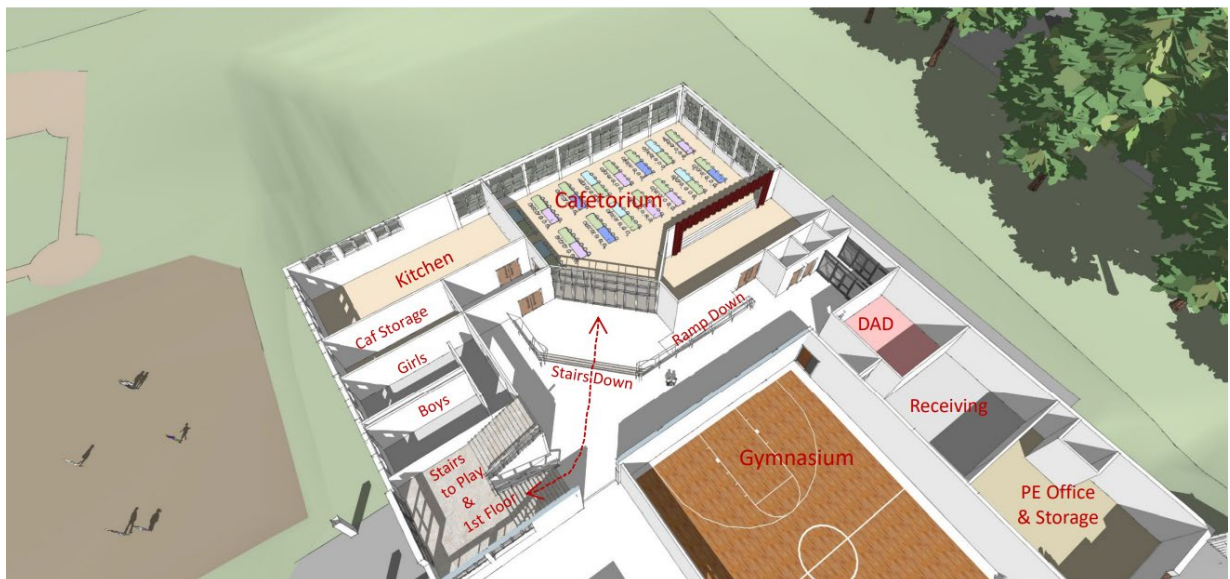 Cafetorium
Kitchen
Caf Storage
Girls
Boys
Stairs
to Play
&
1st Floor
Stairs Down
Ramp Down
DAD
Receiving
Gymnasium
PE Office
& Storage